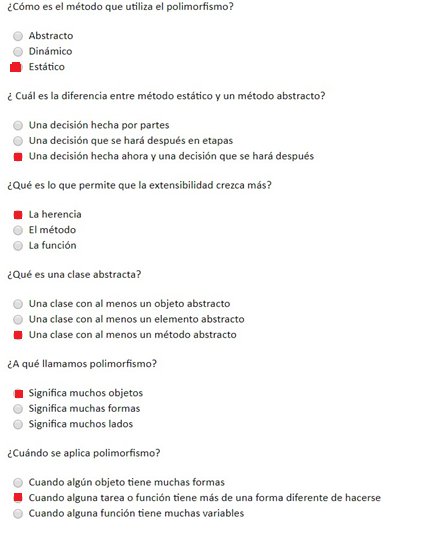 ¿Cómo es el método que utiliza el polimorfismo?
Abstracto
Dinámico
Estático
¿ Cuál es la diferencia entre método estático y un método abstracto?
Una decisión hecha por partes
Una decisión que se hará después en etapas
Una decisión hecha ahora y una decisión que se hará después
¿Qué es lo que permite que la extensibilidad crezca más?
La herencia
El método
La función
¿Qué es una clase abstracta?
Una clase con al menos un objeto abstracto
Una clase con al menos un elemento abstracto
Una clase con al menos un método abstracto
¿A qué llamamos polimorfismo?
Significa muchos objetos
Significa muchas formas
Significa muchos lados
¿Cuándo se aplica polimorfismo?
Cuando algún objeto tiene muchas formas
Cuando alguna tarea o función tiene más de una forma diferente de hacerse
Cuando alguna función tiene muchas variables